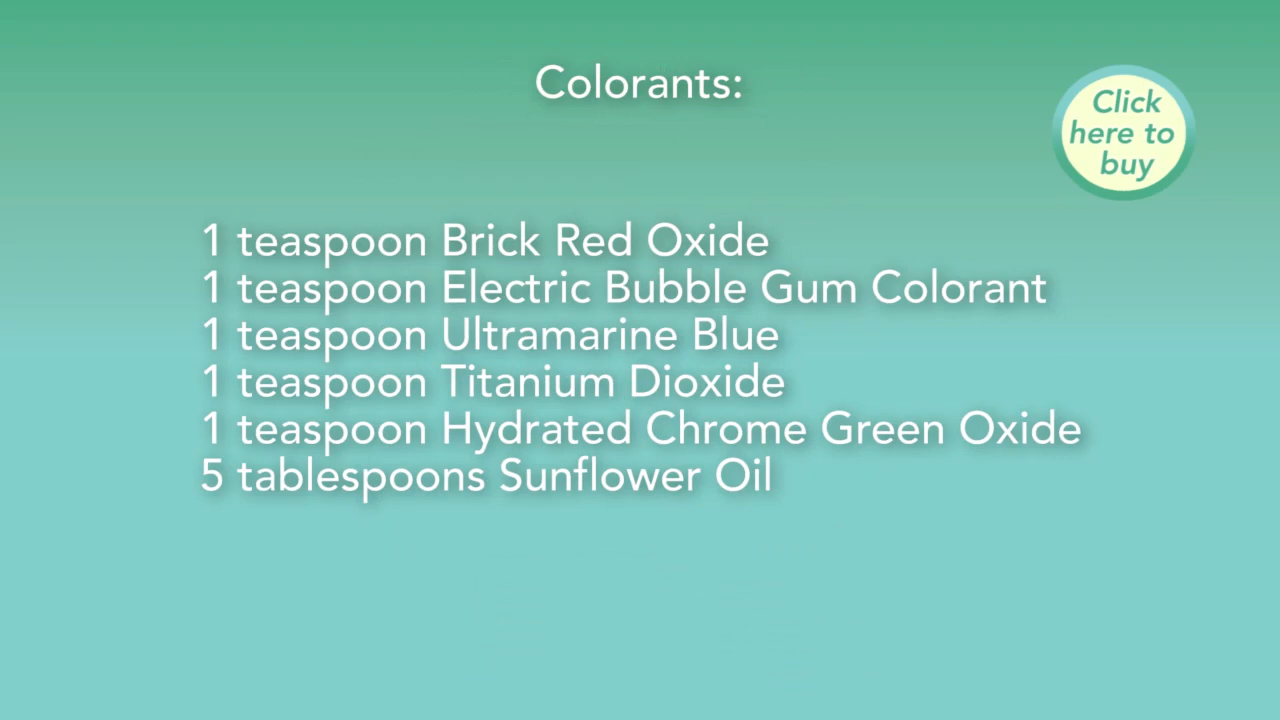 Colorants:
Click
here to
buy
1 teaspoon Brick Red Oxide
1 teaspoon Electric Bubble Gum Colorant
1 teaspoon Ultramarine Blue
1 teaspoon Titanium Dioxide
1 teaspoon Hydrated Chrome Green Oxide
5 tablespoons Sunflower Oil